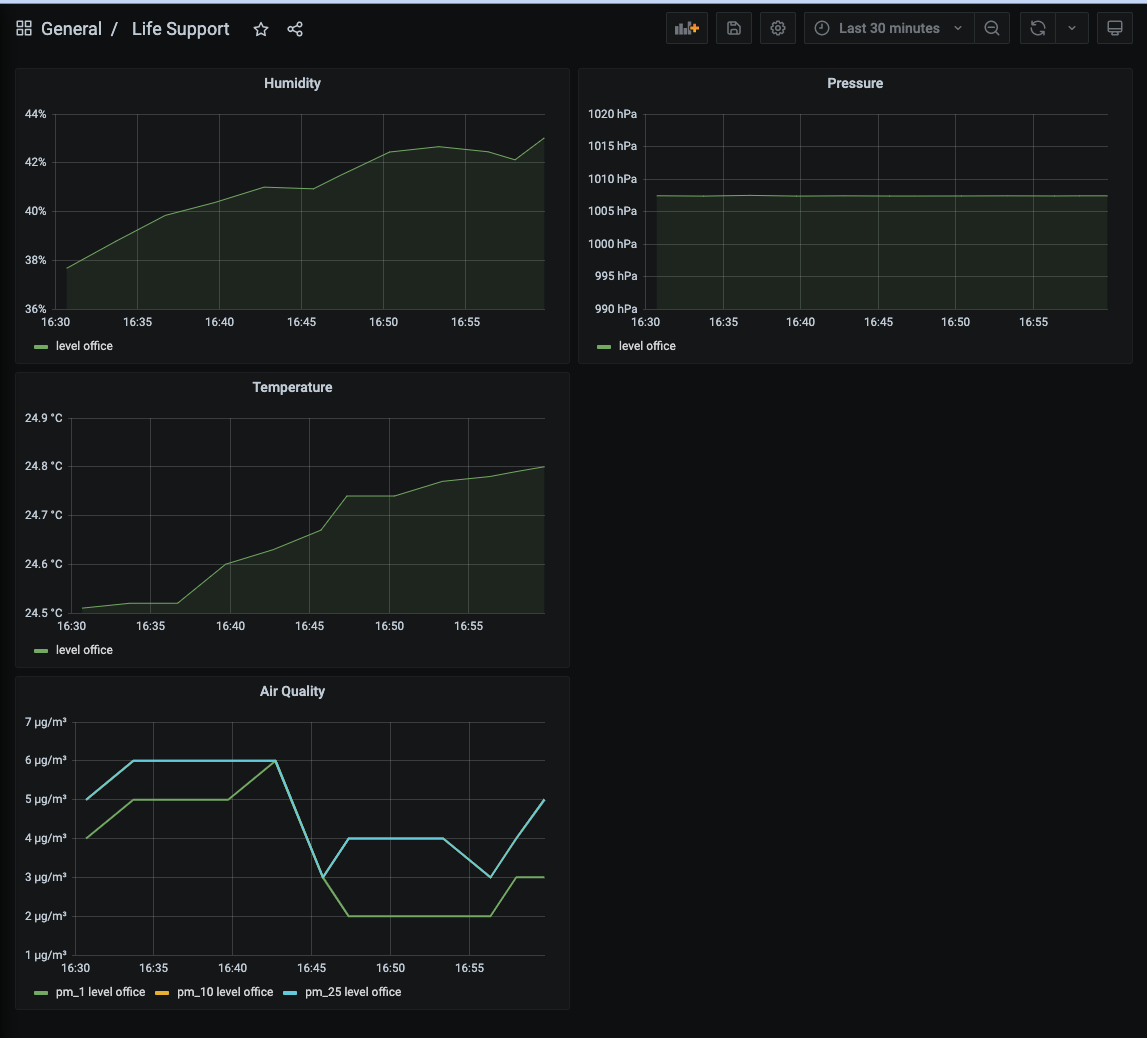 General / Life Support
Last 30 minutes
Humidity
44%
42%
40%
38%
36%
16:30 16:35 16:40 16:45 16:50 16:55
level office
Pressure
1020 hPa
1015 hPa
1010 hPa
1005 hPa
1000 hPa
995 hPa
990 hPa
16:30 16:35 16:40 16:45 16:50 16:55
level office
Temperature
24.9 °C
24.8 °C
24.7 °C
24.6 °C
24.5 °C
16:30 16:35 16:40 16:45 16:50 16:55
level office
Air Quality
7 µg/m³
6 µg/m³
5 µg/m³
4 µg/m³
3 µg/m³
2 µg/m³
1 µg/m³
16:30 16:35 16:40 16:45 16:50 16:55
pm_1 level office pm_10 level office pm_25 level office